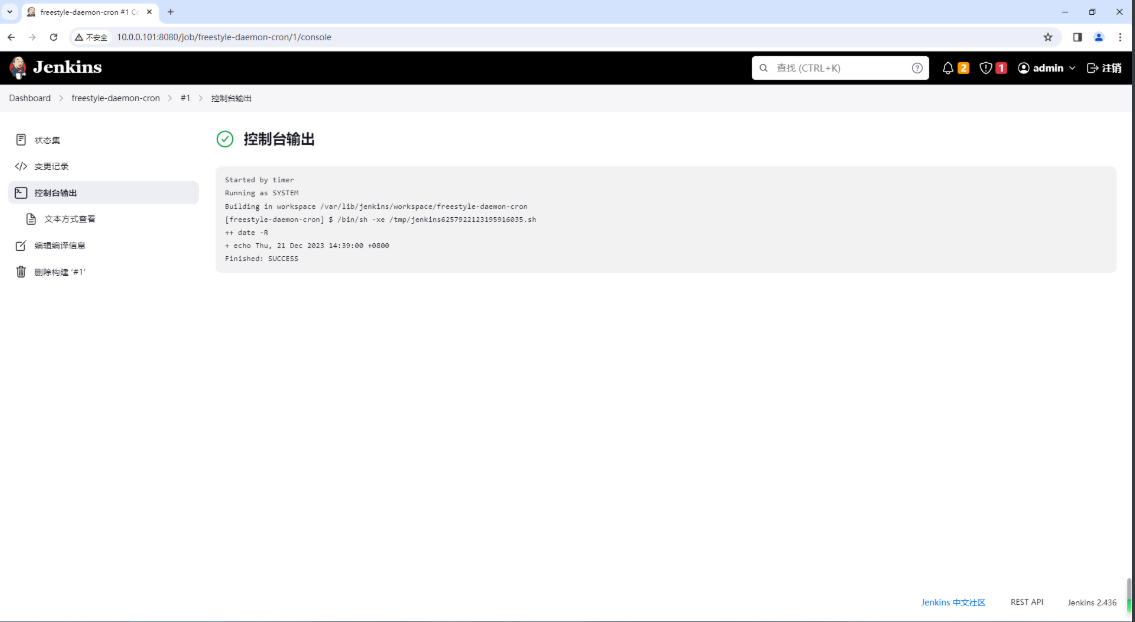 freestyle-daemon-cron #1 C
不安全 10.0.0.101:8080/job/freestyle-daemon-cron/1/console
Jenkins
查找 (CTRL+K)
2
1
admin
注销
Dashboard
freestyle-daemon-cron
#1
控制台输出
状态集
变更记录
控制台输出
文本方式查看
编辑编译信息
删除构建 '#1'
控制台输出
Started by timer
Running as SYSTEM
Building in workspace /var/lib/jenkins/workspace/freestyle-daemon-cron
[freestyle-daemon-cron] $ /bin/sh -xe /tmp/jenkins6257922123195916035.sh
++ date -R
+ echo Thu, 21 Dec 2023 14:39:00 +0800
Finished: SUCCESS
Jenkins 中文社区
REST API
Jenkins 2.436